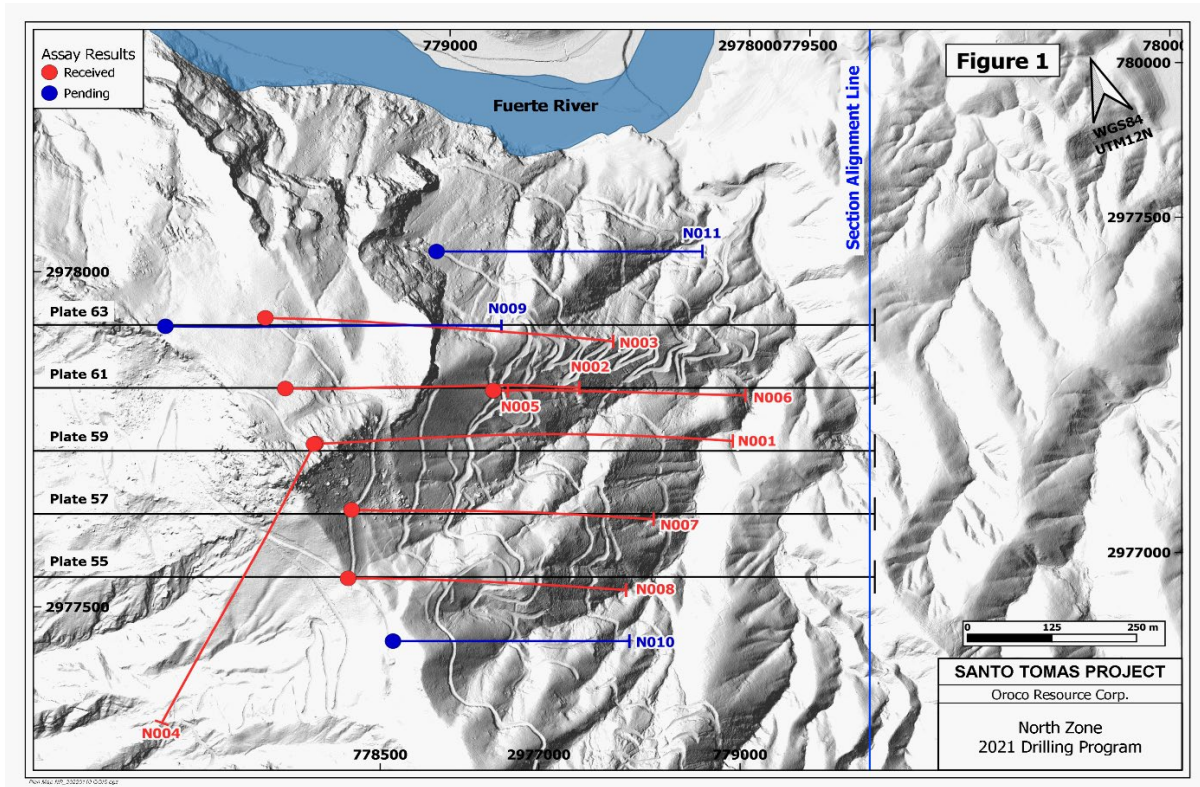 779000
2978000
779500
78000
Assay Results
Received
Pending
Figure 1
780000
Fuerte River
WGS84
UTM12N
Section Alignment Line
2977500
N011
2978000
N009
Plate 63
N003
N002
Plate 61
N005
N006
Plate 59
N001
Plate 57
N007
2977000
Plate 55
N008
2977500
N010
0
125
250 m
SANTO TOMAS PROJECT
Oroco Resource Corp.
North Zone
2021 Drilling Program
N004
778500
2977000
779000